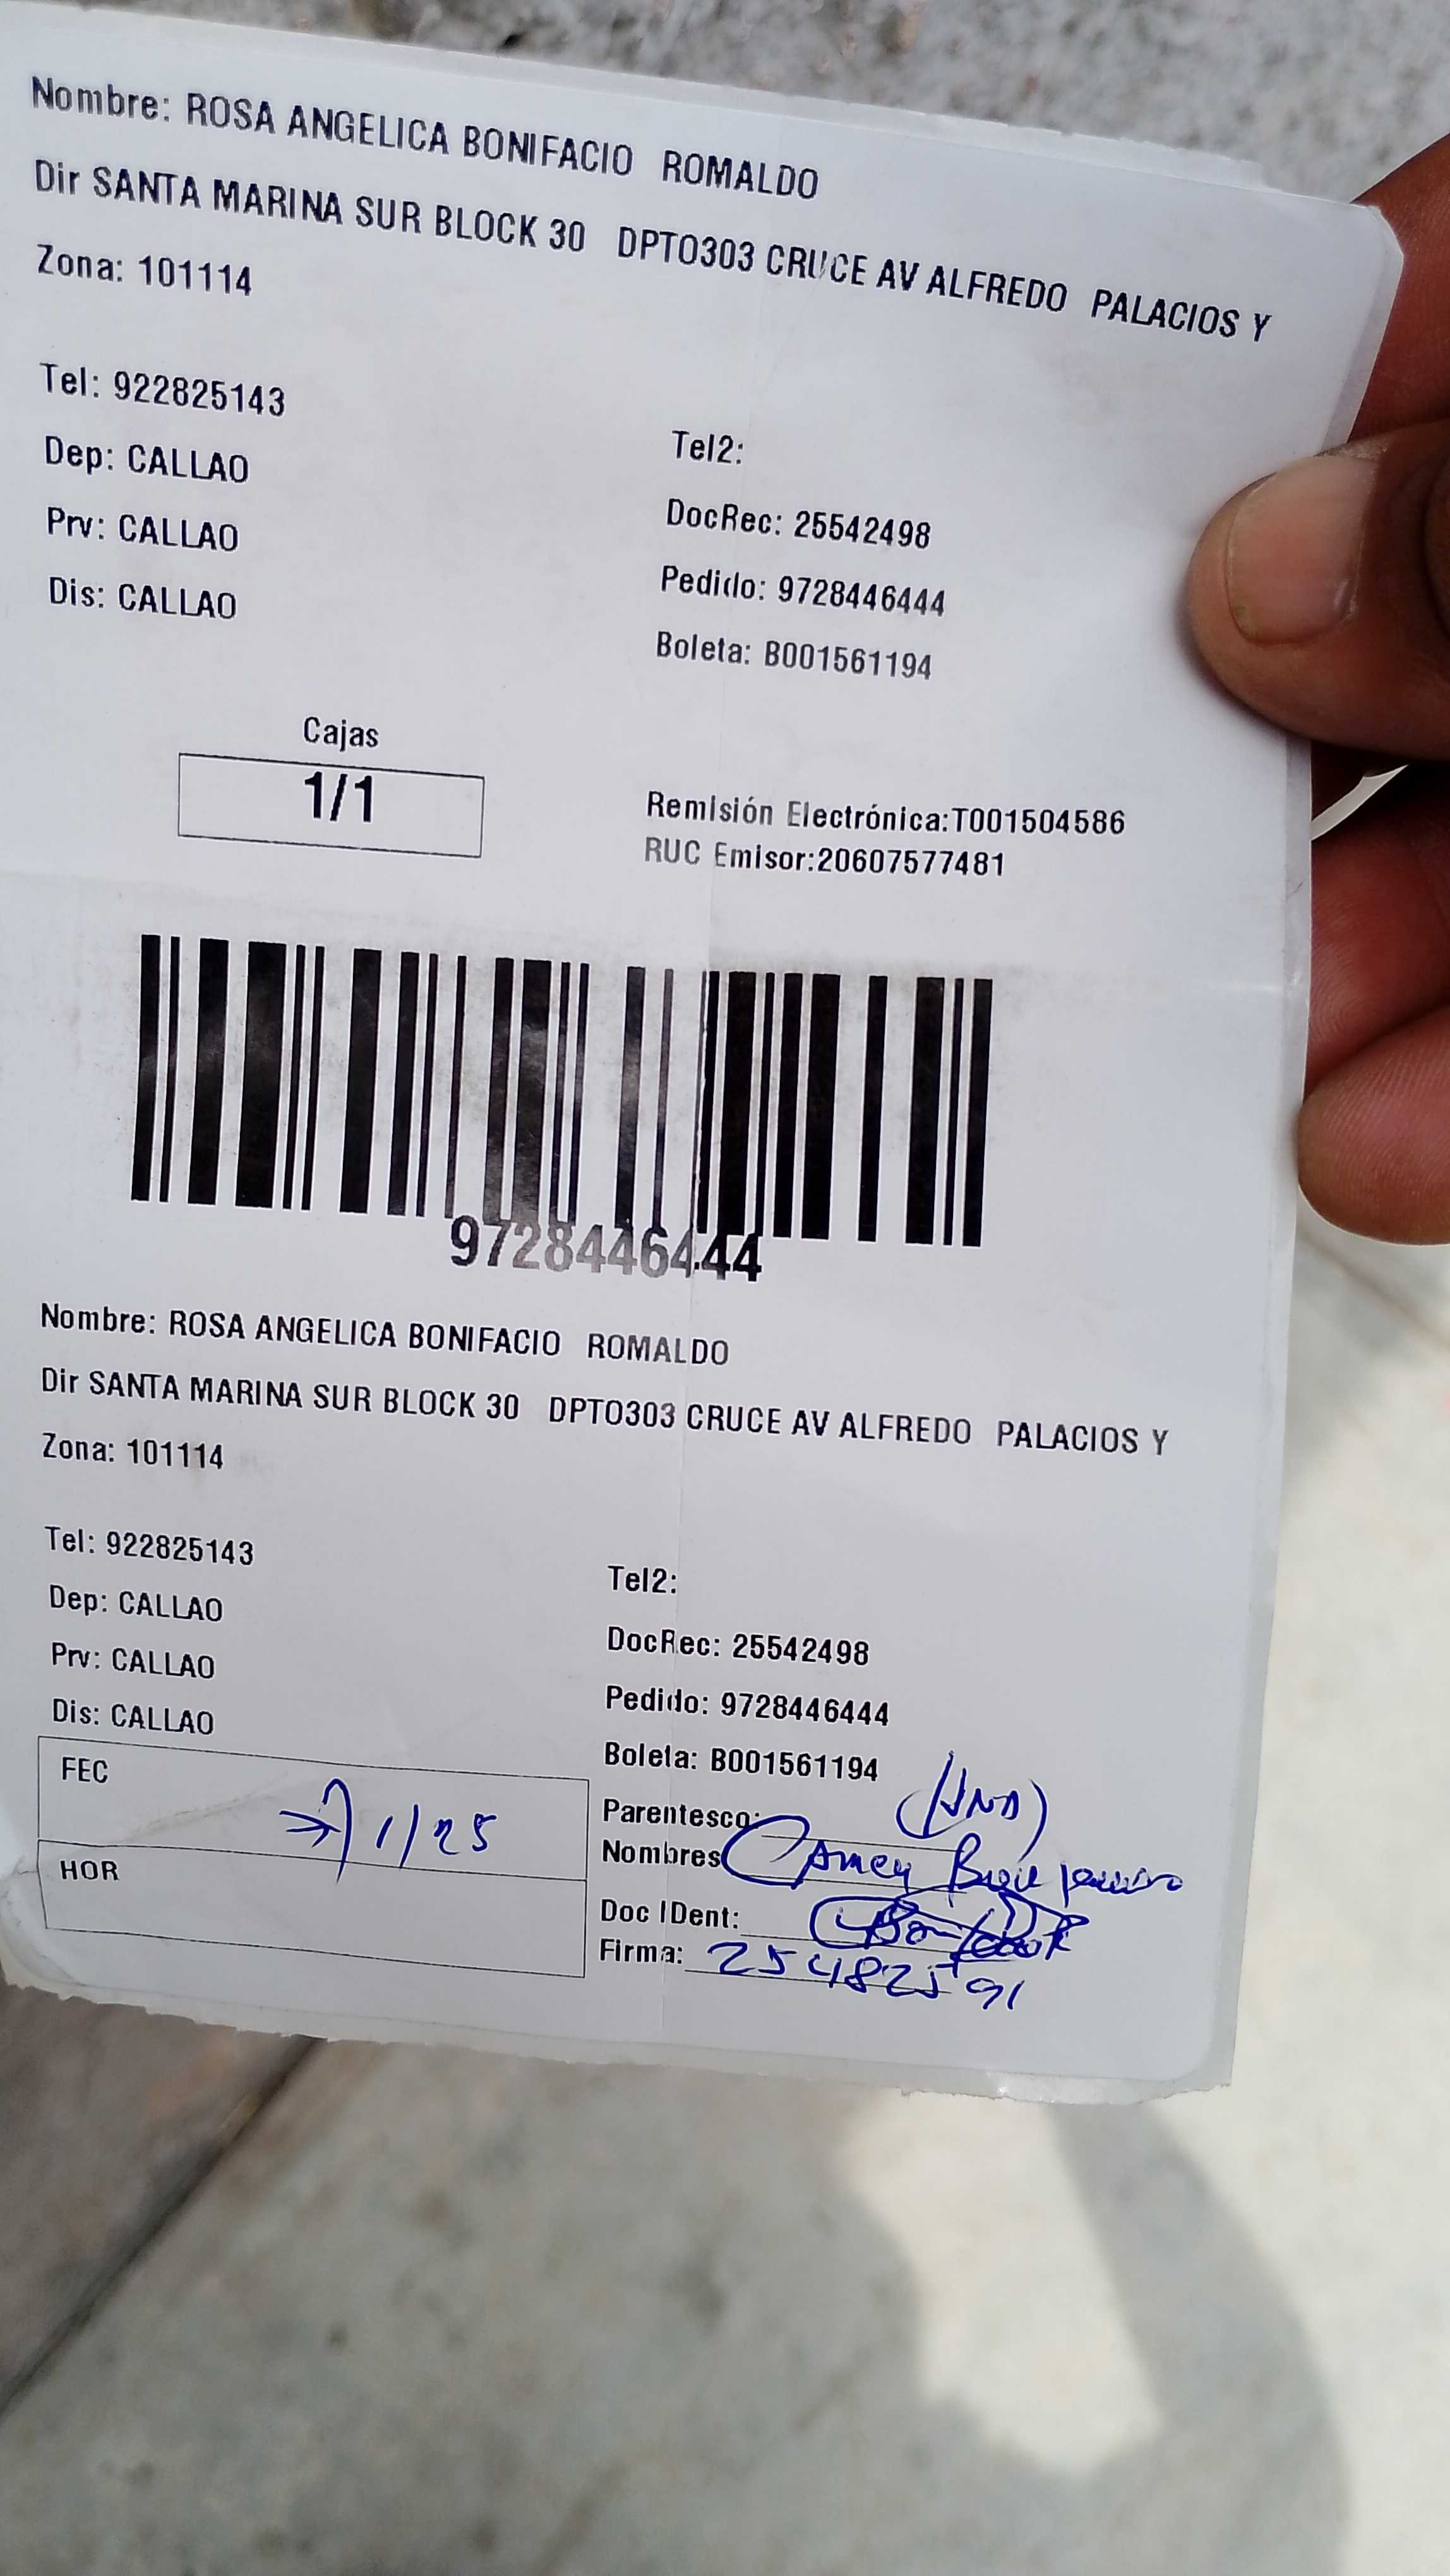 Nombre: ROSA ANGELICA BONIFACIO ROMALDO
Dir SANTA MARINA SUR BLOCK 30 DPTO303 CRUCE AV ALFREDO PALACIOS Y
Zona: 101114
Tel: 922825143
Tel2:
Dep: CALLAO
DocRec: 25542498
Prv: CALLAO
Pedido: 9728446444
Dis: CALLAO
Boleta: B001561194
Cajas
1/1
Remisión Electrónica:T001504586
RUC Emisor:20607577481
9728446444
Nombre: ROSA ANGELICA BONIFACIO ROMALDO
Dir SANTA MARINA SUR BLOCK 30 DPTO303 CRUCE AV ALFREDO PALACIOS Y
Zona: 101114
Tel: 922825143
Tel2:
Dep: CALLAO
DocRec: 25542498
Prv: CALLAO
Pedido: 9728446444
Dis: CALLAO
Boleta: B001561194
FEC
1/25
Parentesco:
Nombres
HOR
Doc IDent:
Firma: 25482591